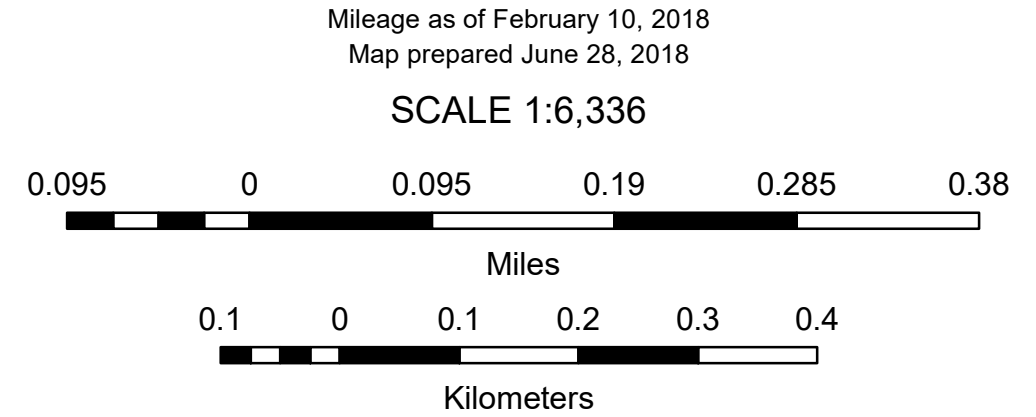 Mileage as of February 10, 2018
Map prepared June 28, 2018
SCALE 1:6,336
0.095 0 0.095 0.19 0.285 0.38
Miles
0.1 0 0.1 0.2 0.3 0.4
Kilometers